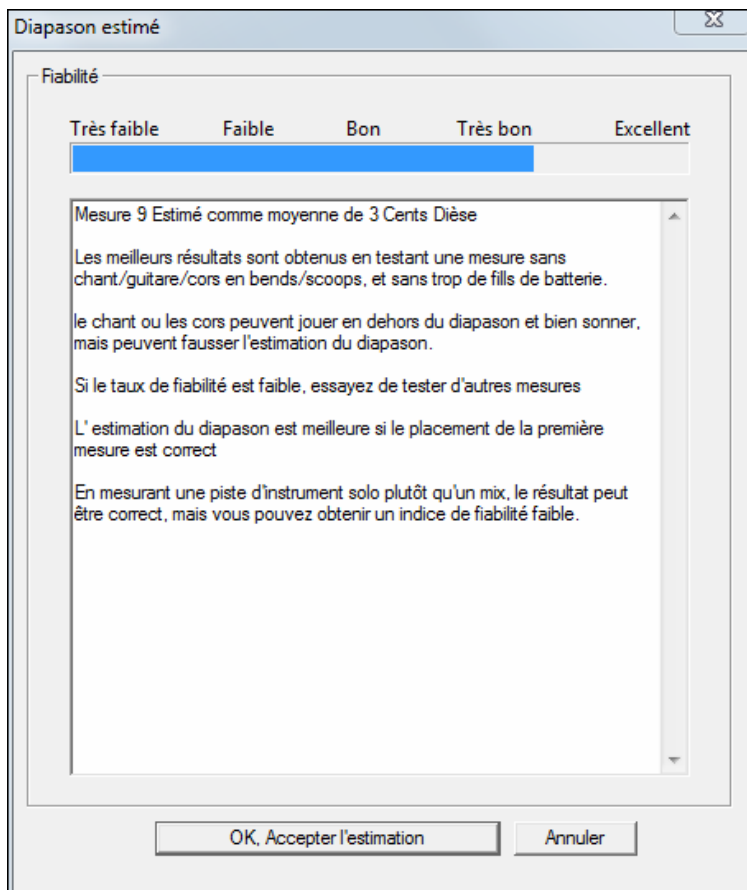 Diapason estimé
Fiabilité
Très faible Faible Bon Très bon Excellent
Mesure 9 Estimé comme moyenne de 3 Cents Dièse
Les meilleurs résultats sont obtenus en testant une mesure sans
chant/guitare/cors en bends/scoops, et sans trop de fills de batterie.
le chant ou les cors peuvent jouer en dehors du diapason et bien sonner,
mais peuvent fausser l'estimation du diapason.
Si le taux de fiabilité est faible, essayez de tester d'autres mesures
L' estimation du diapason est meilleure si le placement de la première
mesure est correct
En mesurant une piste d'instrument solo plutôt qu'un mix, le résultat peut
être correct, mais vous pouvez obtenir un indice de fiabilité faible.
OK, Accepter l'estimation Annuler